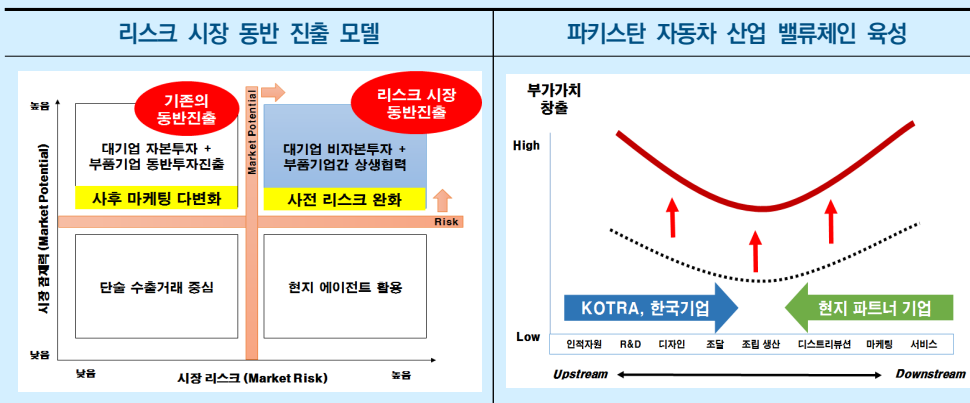 리스크 시장 동반 진출 모델
파키스탄 자동차 산업 밸류체인 육성
시장 잠재력 (Market Potential)
높음
낮음
기존의
동반진출
대기업 자본투자 +
부품기업 동반투자진출
사후 마케팅 다변화
Market Potential
리스크 시장
동반진출
대기업 비자본투자 +
부품기업간 상생협력
사전 리스크 완화
Risk
단술 수출거래 중심
현지 에이전트 활용
낮음
시장 리스크 (Market Risk)
높음
부가가치
창출
High
Low
KOTRA, 한국기업
현지 파트너 기업
인적자원 R&D 디자인 조달 조립 생산 디스트리뷰션 마케팅 서비스
Upstream
Downstream